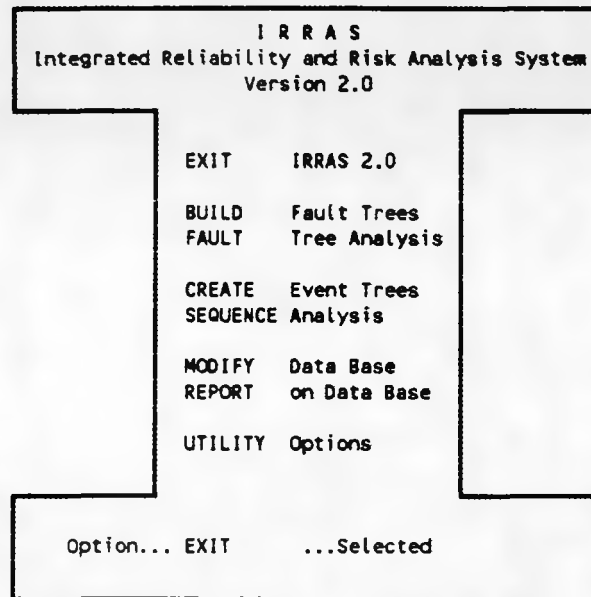 I R R A S
Integrated Reliability and Risk Analysis System
Version 2.0
EXIT IRRAS 2.0
BUILD Fault Trees
FAULT Tree Analysis
CREATE Event Trees
SEQUENCE Analysis
MODIFY Data Base
REPORT on Data Base
UTILITY Options
Option... EXIT ...Selected